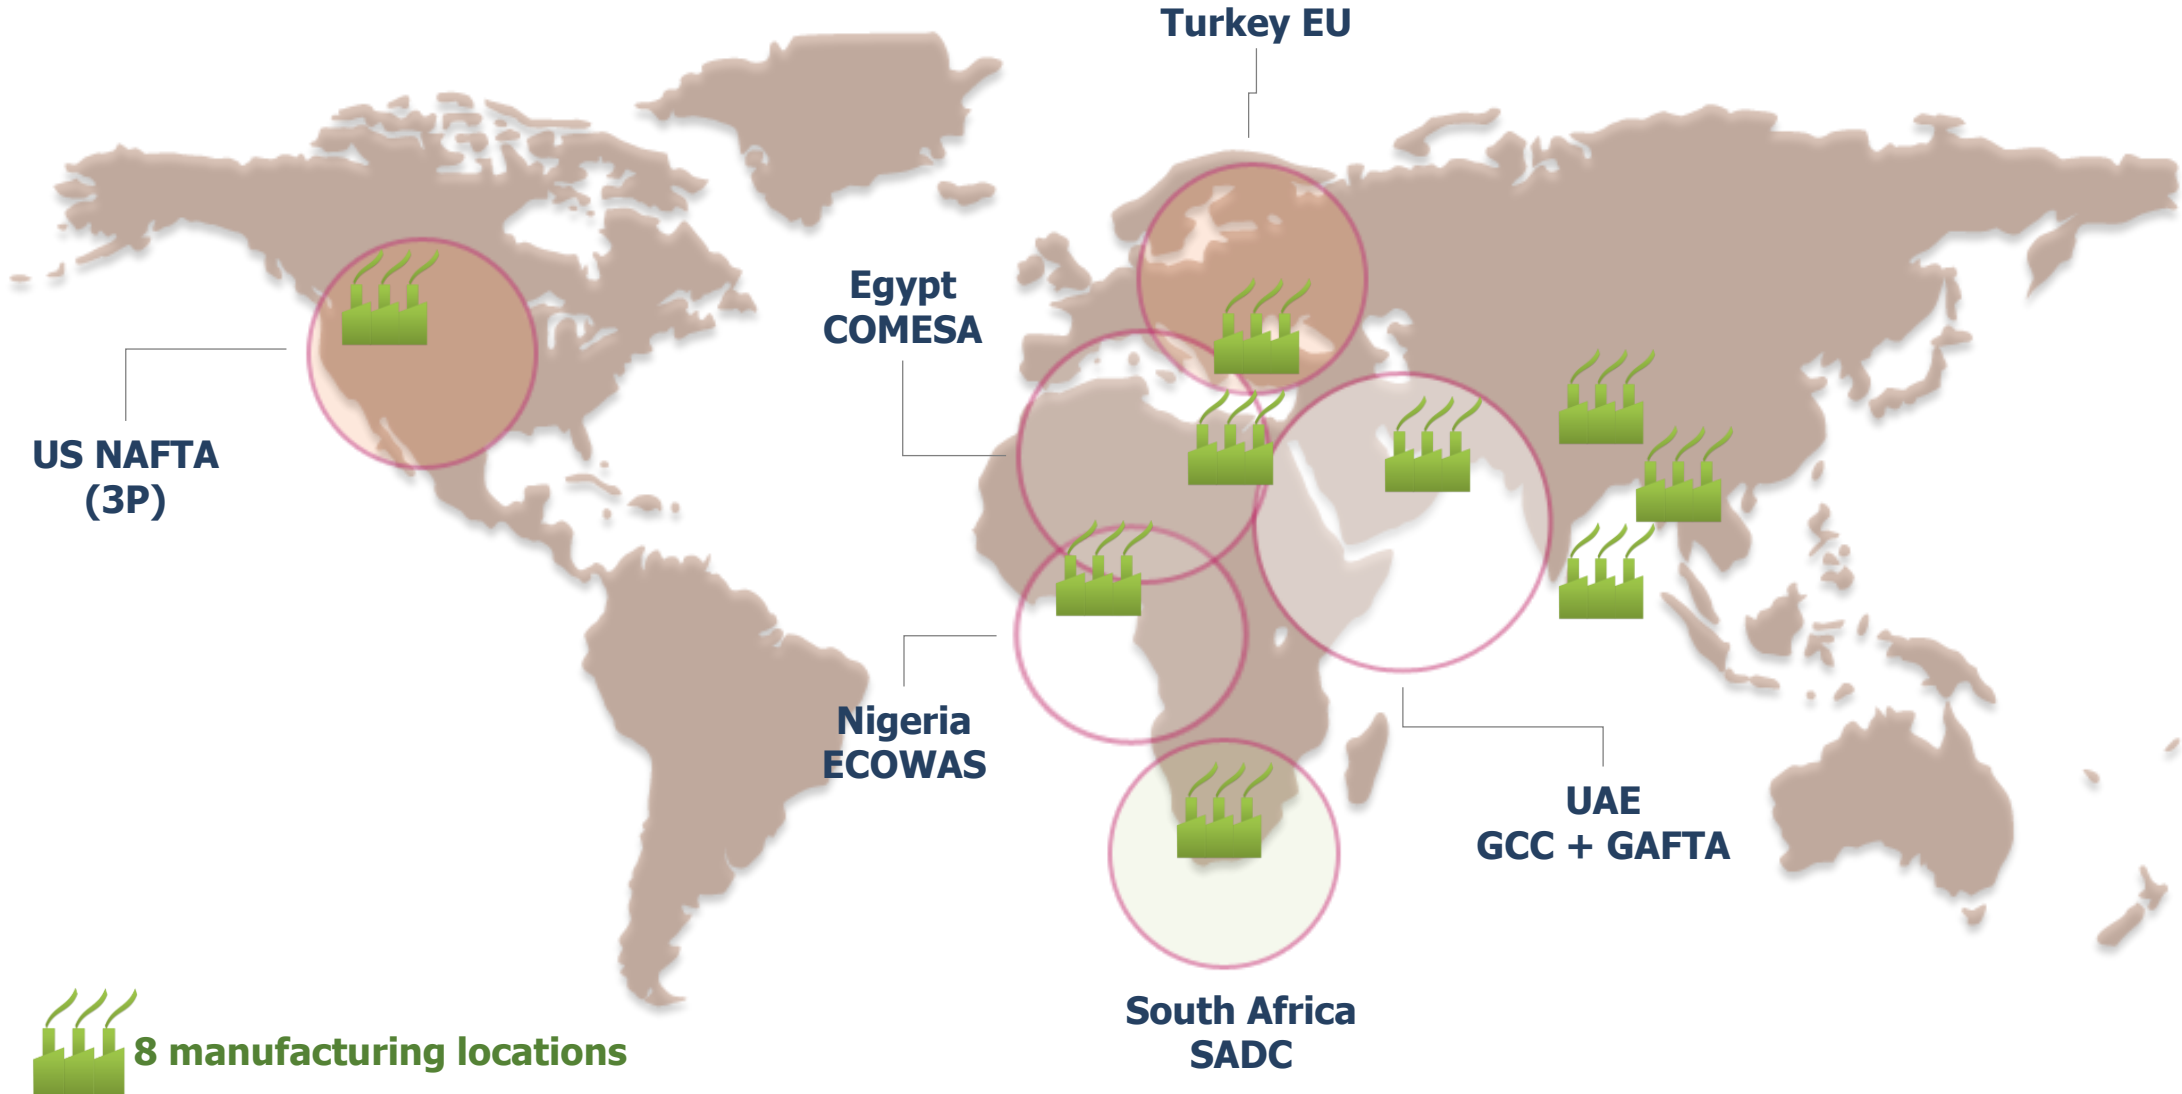 Turkey EU
Egypt
COMESA
US NAFTA
(3P)
Nigeria
ECOWAS
UAE
GCC + GAFTA
South Africa
SADC
8 manufacturing locations